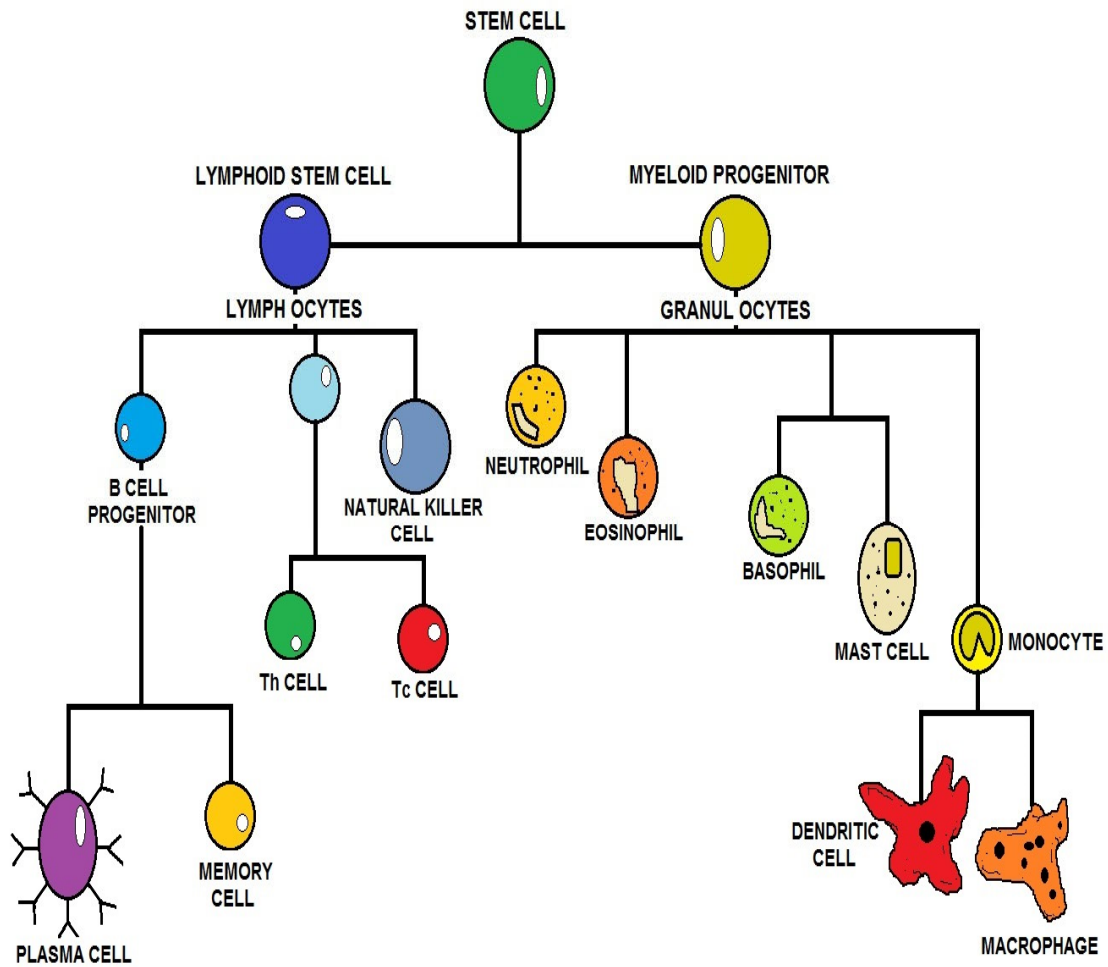 STEM CELL
LYMPHOID STEM CELL
MYELOID PROGENITOR
LYMPH OCYTES
GRANUL OCYTES
B CELL
PROGENITOR
NATURAL KILLER
CELL
NEUTROPHIL
EOSINOPHIL
BASOPHIL
MAST CELL
MONOCYTE
Th CELL
Tc CELL
PLASMA CELL
MEMORY
CELL
DENDRITIC
CELL
MACROPHAGE